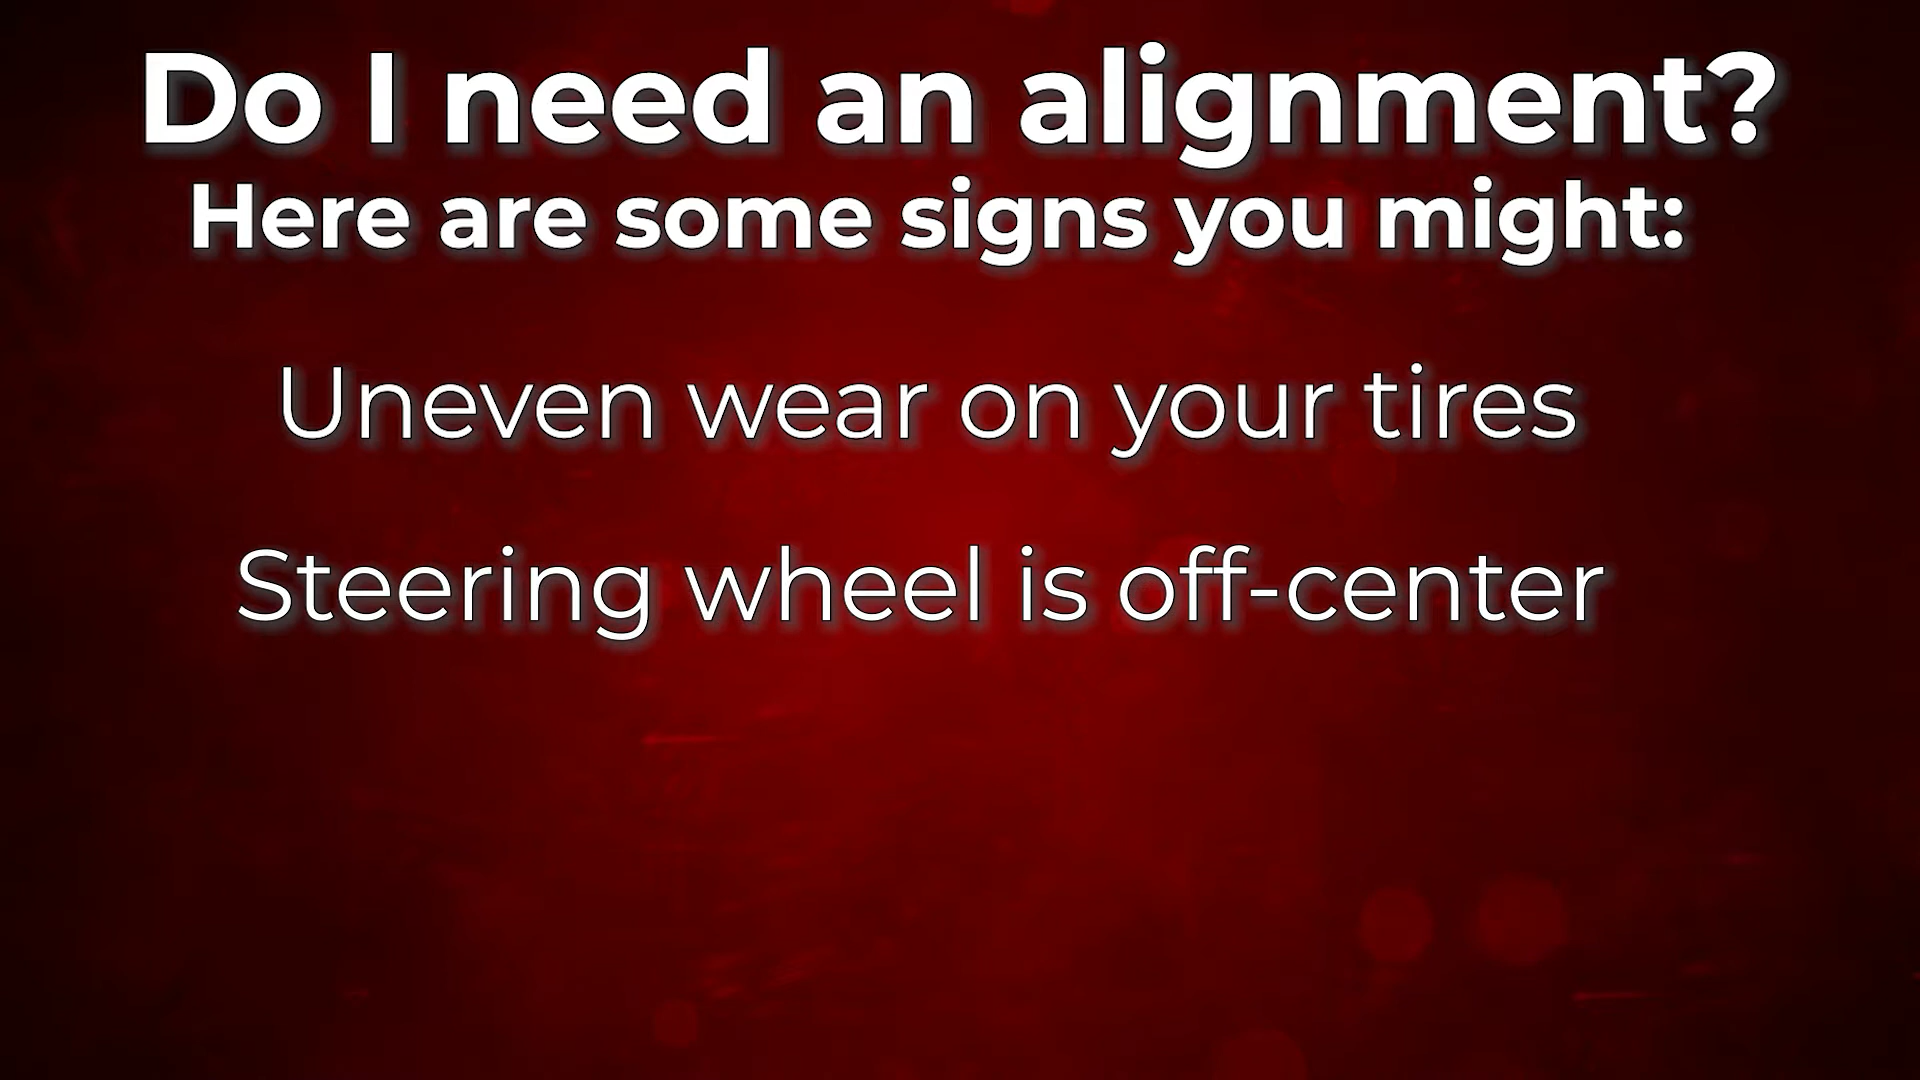 Do I need an alignment?
Here are some signs you might:
Uneven wear on your tires
Steering wheel is off-center